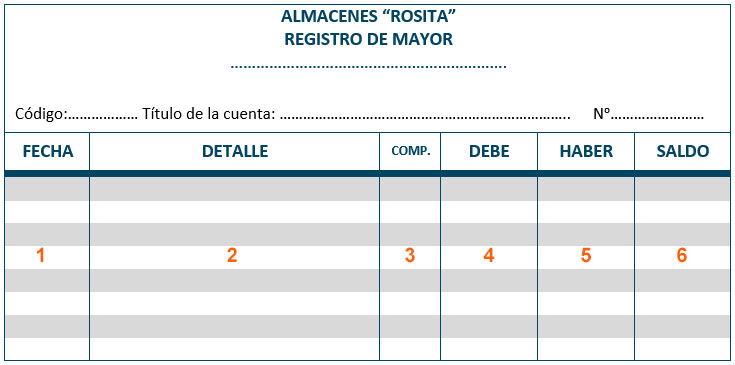 ALMACENES “ROSITA”
REGISTRO DE MAYOR
……………………………………………………….
Código:……………… Título de la cuenta: ……………………………………………………………….. Nº……………………
FECHA DETALLE COMP. DEBE HABER SALDO
1 2 3 4 5 6